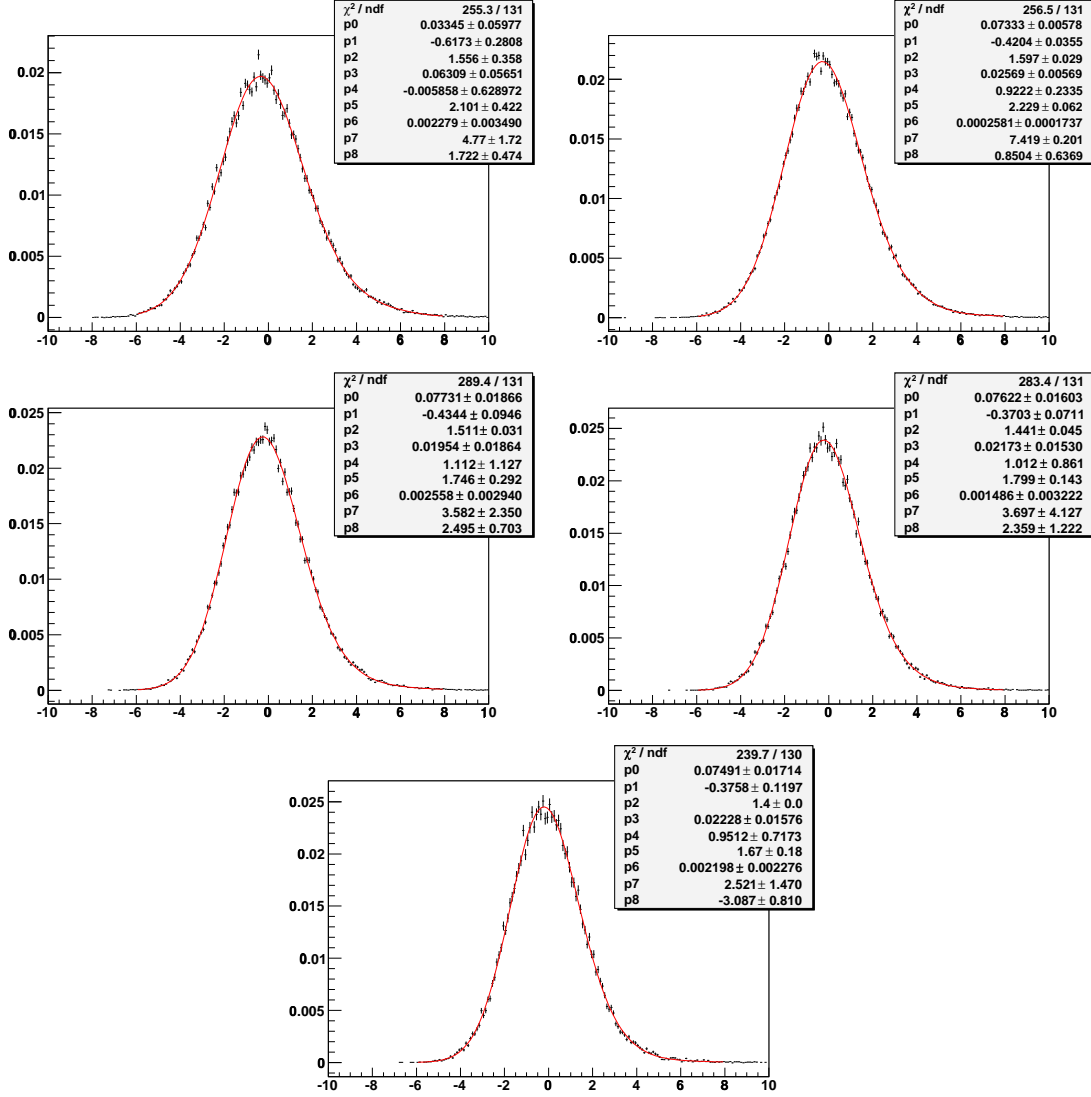 χ² / ndf 255.3 / 131
p0 0.03345 ± 0.05977
p1 -0.6173 ± 0.2808
p2 1.556 ± 0.358
p3 0.06309 ± 0.05651
p4 -0.005858 ± 0.628972
p5 2.101 ± 0.422
p6 0.002279 ± 0.003490
p7 4.77 ± 1.72
p8 1.722 ± 0.474
0.02
0.015
0.01
0.005
0
-10 -8 -6 -4 -2 0 2 4 6 8 10
χ² / ndf 256.5 / 131
p0 0.07333 ± 0.00578
p1 -0.4204 ± 0.0355
p2 1.597 ± 0.029
p3 0.02569 ± 0.00569
p4 0.9222 ± 0.2335
p5 2.229 ± 0.062
p6 0.0002581 ± 0.0001737
p7 7.419 ± 0.201
p8 0.8504 ± 0.6369
0.02
0.015
0.01
0.005
0
-10 -8 -6 -4 -2 0 2 4 6 8 10
χ² / ndf 289.4 / 131
p0 0.07731 ± 0.01866
p1 -0.4344 ± 0.0946
p2 1.511 ± 0.031
p3 0.01954 ± 0.01864
p4 1.112 ± 1.127
p5 1.746 ± 0.292
p6 0.002558 ± 0.002940
p7 3.582 ± 2.350
p8 2.495 ± 0.703
0.025
0.02
0.015
0.01
0.005
0
-10 -8 -6 -4 -2 0 2 4 6 8 10
χ² / ndf 283.4 / 131
p0 0.07622 ± 0.01603
p1 -0.3703 ± 0.0711
p2 1.441 ± 0.045
p3 0.02173 ± 0.01530
p4 1.012 ± 0.861
p5 1.799 ± 0.143
p6 0.001486 ± 0.003222
p7 3.697 ± 4.127
p8 2.359 ± 1.222
0.025
0.02
0.015
0.01
0.005
0
-10 -8 -6 -4 -2 0 2 4 6 8 10
χ² / ndf 239.7 / 130
p0 0.07491 ± 0.01714
p1 -0.3758 ± 0.1197
p2 1.4 ± 0.0
p3 0.02228 ± 0.01576
p4 0.9512 ± 0.7173
p5 1.67 ± 0.18
p6 0.002198 ± 0.002276
p7 2.521 ± 1.470
p8 -3.087 ± 0.810
0.025
0.02
0.015
0.01
0.005
0
-10 -8 -6 -4 -2 0 2 4 6 8 10